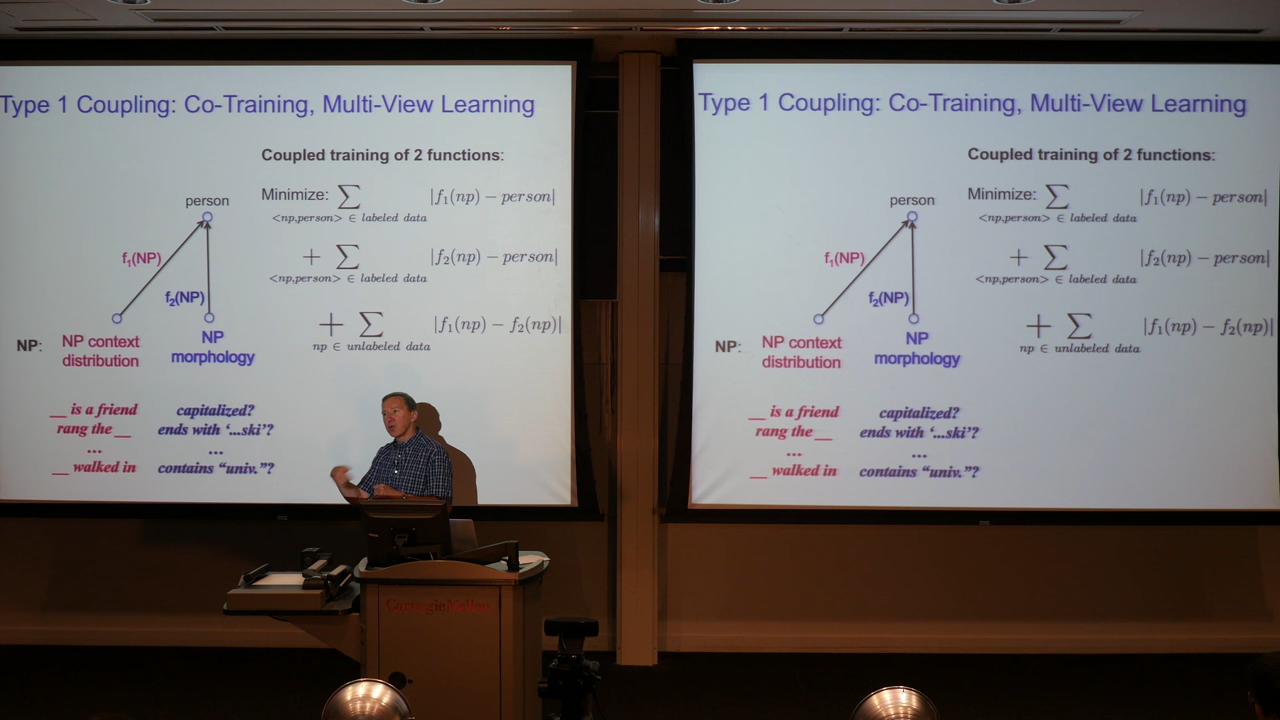 Type 1 Coupling: Co-Training, Multi-View Learning
Coupled training of 2 functions:
Minimize: ∑ |f₁(np) − person|
<np,person> ∈ labeled data
+ ∑ |f₂(np) − person|
<np,person> ∈ labeled data
+ ∑ |f₁(np) − f₂(np)|
np ∈ unlabeled data
person
f₁(NP)
f₂(NP)
NP: NP context distribution
NP morphology
__ is a friend
rang the __
...
__ walked in
capitalized?
ends with ‘...ski’?
...
contains “univ.”?
Type 1 Coupling: Co-Training, Multi-View Learning
Coupled training of 2 functions:
Minimize: ∑ |f₁(np) − person|
<np,person> ∈ labeled data
+ ∑ |f₂(np) − person|
<np,person> ∈ labeled data
+ ∑ |f₁(np) − f₂(np)|
np ∈ unlabeled data
person
f₁(NP)
f₂(NP)
NP: NP context distribution
NP morphology
__ is a friend
rang the __
...
__ walked in
capitalized?
ends with ‘...ski’?
...
contains “univ.”?
Carnegie Mellon